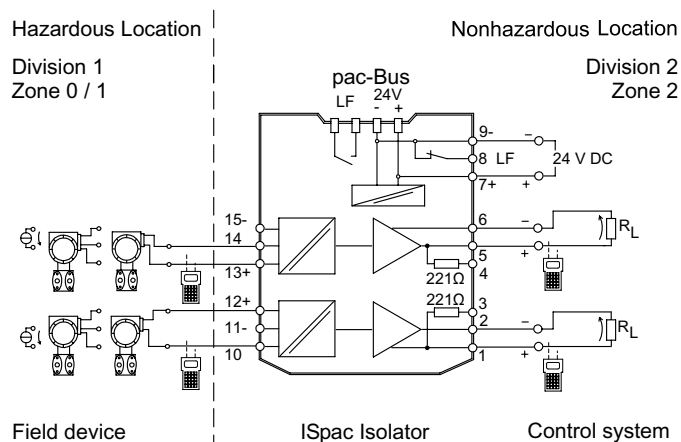 Hazardous Location
Nonhazardous Location
Division 1
Zone 0 / 1
Division 2
Zone 2
pac-Bus
LF
24V
- +
9-
8 LF
7+
−
+
24 V DC
15-
14
13+
6
5
4
221Ω
−
+
RL
12+
11-
10
221Ω
3
2
1
−
+
RL
Field device
ISpac Isolator
Control system